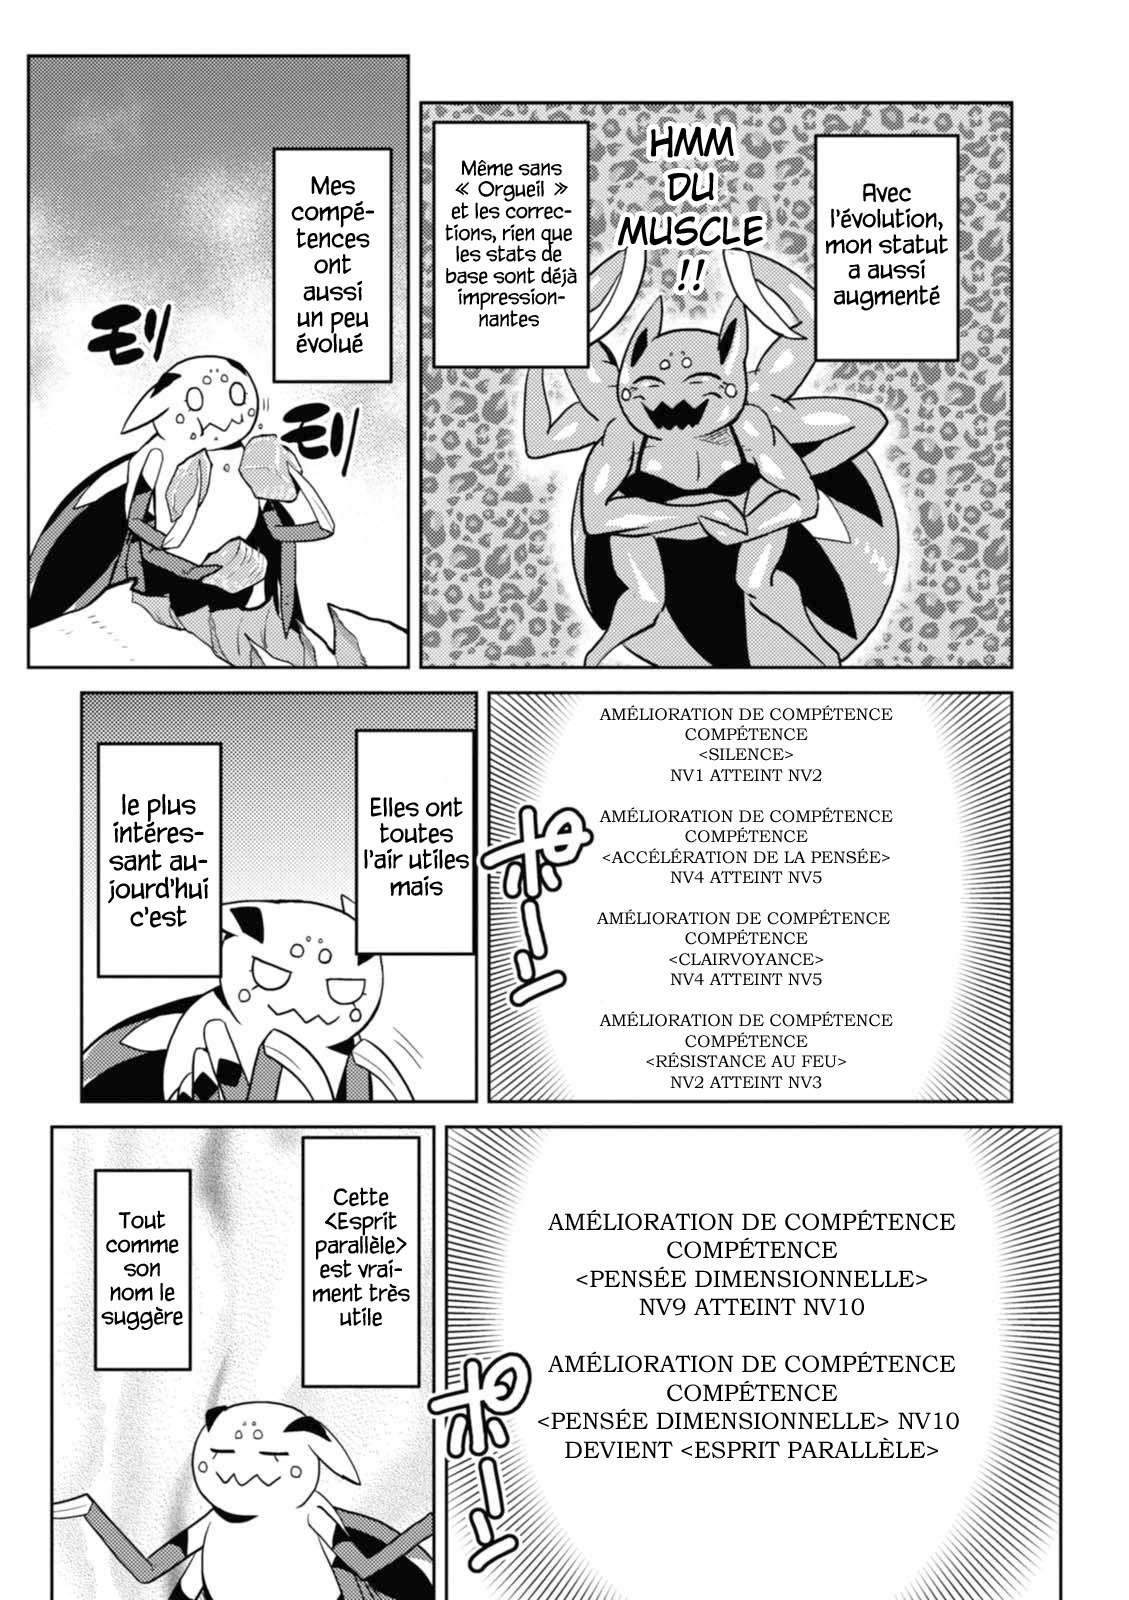 Avec
l'évolution,
mon statut
a aussi
augmenté
HMM
DU
MUSCLE
!!
Même sans
« Orgueil »
et les correc-
tions, rien que
les stats de
base sont déjà
impression-
nantes
Mes
compé-
tences
ont
aussi
un peu
évolué
モリ
モリ
AMÉLIORATION DE COMPÉTENCE
COMPÉTENCE
<SILENCE>
NV1 ATTEINT NV2
AMÉLIORATION DE COMPÉTENCE
COMPÉTENCE
<ACCÉLÉRATION DE LA PENSÉE>
NV4 ATTEINT NV5
AMÉLIORATION DE COMPÉTENCE
COMPÉTENCE
<CLAIRVOYANCE>
NV4 ATTEINT NV5
AMÉLIORATION DE COMPÉTENCE
COMPÉTENCE
<RÉSISTANCE AU FEU>
NV2 ATTEINT NV3
ポーン
Elles ont
toutes
l'air utiles
mais
le plus
intéres-
sant au-
jourd'hui
c'est
AMÉLIORATION DE COMPÉTENCE
COMPÉTENCE
<PENSÉE DIMENSIONNELLE>
NV9 ATTEINT NV10
AMÉLIORATION DE COMPÉTENCE
COMPÉTENCE
<PENSÉE DIMENSIONNELLE> NV10
DEVIENT <ESPRIT PARALLÈLE>
ポーン
Cette
<Esprit
parallèle>
est vrai-
ment très
utile
Tout
comme
son
nom le
suggère